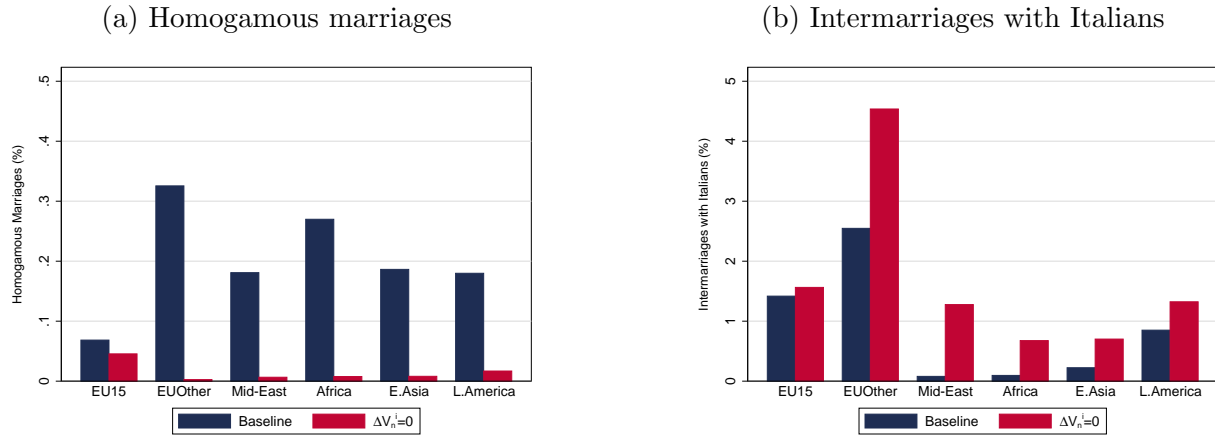 (a) Homogamous marriages
Homogamous Marriages (%)
.5
.4
.3
.2
.1
0
EU15 EUOther Mid-East Africa E.Asia L.America
Baseline ΔVₙⁱ=0
(b) Intermarriages with Italians
Intermarriages with Italians (%)
5
4
3
2
1
0
EU15 EUOther Mid-East Africa E.Asia L.America
Baseline ΔVₙⁱ=0